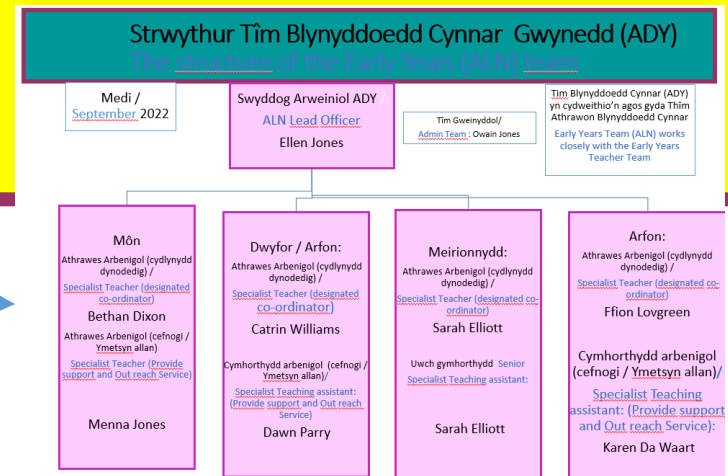 Strwythur Tîm Blynyddoedd Cynnar Gwynedd (ADY)
The structure of the Early Years (ALN) team
Medi /
September 2022
Swyddog Arweiniol ADY /
ALN Lead Officer
Ellen Jones
Tîm Gweinyddol/
Admin Team : Owain Jones
Tim Blynyddoedd Cynnar (ADY)
yn cydweithio'n agos gyda Thîm
Athrawon Blynyddoedd Cynnar
Early Years Team (ALN) works
closely with the Early Years
Teacher Team
Môn
Athrawes Arbenigol (cydlynydd
dynodedig) /
Specialist Teacher (designated
co-ordinator)
Bethan Dixon
Athrawes Arbenigol (cefnogi /
Ymetsyn allan)
Specialist Teacher (Provide
support and Out reach Service)
Menna Jones
Dwyfor / Arfon:
Athrawes Arbenigol (cydlynydd
dynodedig) /
Specialist Teacher (designated
co-ordinator)
Catrin Williams
Cymhorthydd arbenigol (cefnogi /
Ymetsyn allan)/
Specialist Teaching assistant:
(Provide support and Out reach
Service)
Dawn Parry
Meirionnydd:
Athrawes Arbenigol (cydlynydd
dynodedig) /
Specialist Teacher (designated co-
ordinator)
Sarah Elliott
Uwch gymhorthydd Senior
Specialist Teaching assistant:
Sarah Elliott
Arfon:
Athrawes Arbenigol (cydlynydd
dynodedig) /
Specialist Teacher (designated co-
ordinator)
Ffion Lovgreen
Cymhorthydd arbenigol
(cefnogi / Ymetsyn allan)/
Specialist Teaching
assistant: (Provide support
and Out reach Service):
Karen Da Waart